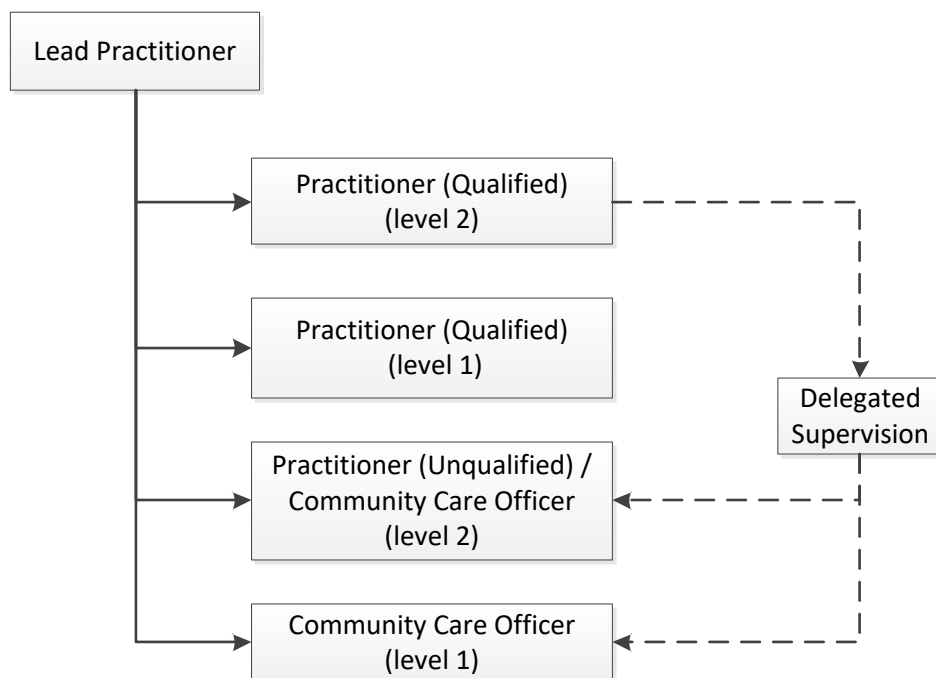 Lead Practitioner
Practitioner (Qualified)
(level 2)
Practitioner (Qualified)
(level 1)
Delegated
Supervision
Practitioner (Unqualified) /
Community Care Officer
(level 2)
Community Care Officer
(level 1)